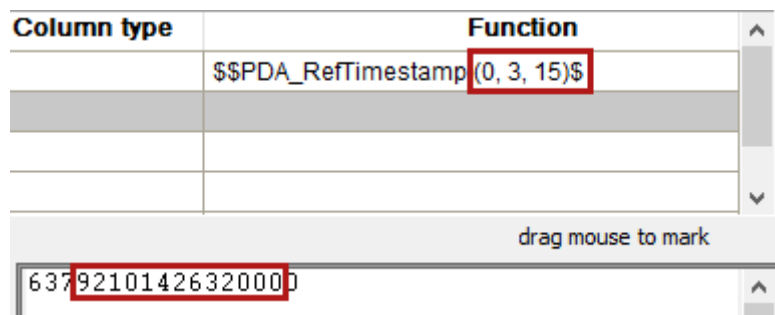 Column type Function
$$PDA_RefTimestamp(0, 3, 15)$
drag mouse to mark
637921014263200000